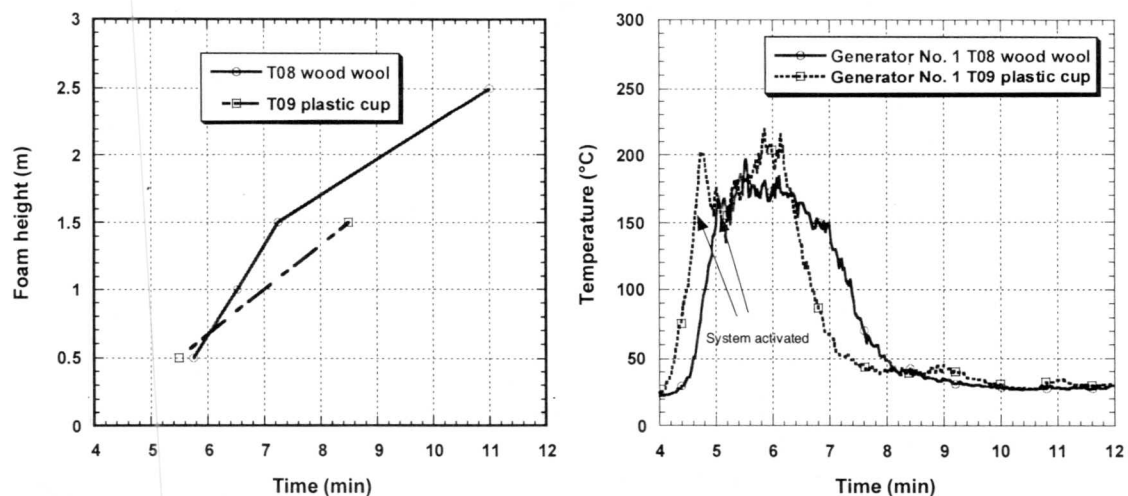 3
2.5
2
1.5
1
0.5
0
Foam height (m)
T08 wood wool
T09 plastic cup
4 5 6 7 8 9 10 11 12
Time (min)
300
250
200
150
100
50
0
Temperature (°C)
Generator No. 1 T08 wood wool
Generator No. 1 T09 plastic cup
System activated
4 5 6 7 8 9 10 11 12
Time (min)